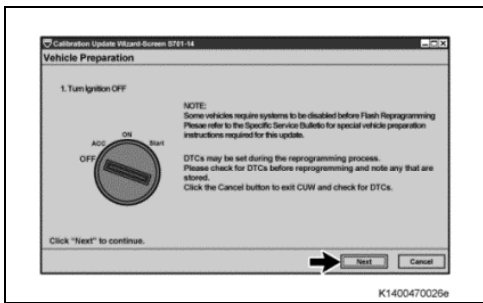 Calibration Update Wizard-Screen S701-14
Vehicle Preparation
1. Turn Ignition OFF
ON
ACC
Start
OFF
NOTE:
Some vehicles require systems to be disabled before Flash Reprogramming
Please refer to the Specific Service Bulletin for special vehicle preparation
instructions required for this update.
DTCs may be set during the reprogramming process.
Please check for DTCs before reprogramming and note any that are
stored.
Click the Cancel button to exit CUW and check for DTCs.
Click "Next" to continue.
Next
Cancel
K1400470026e